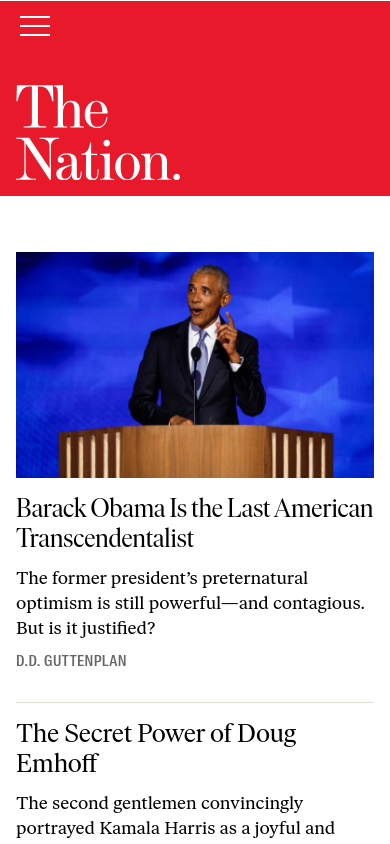 The
Nation.
Barack Obama Is the Last American
Transcendentalist
The former president’s preternatural
optimism is still powerful—and contagious.
But is it justified?
D.D. GUTTENPLAN
The Secret Power of Doug
Emhoff
The second gentlemen convincingly
portrayed Kamala Harris as a joyful and